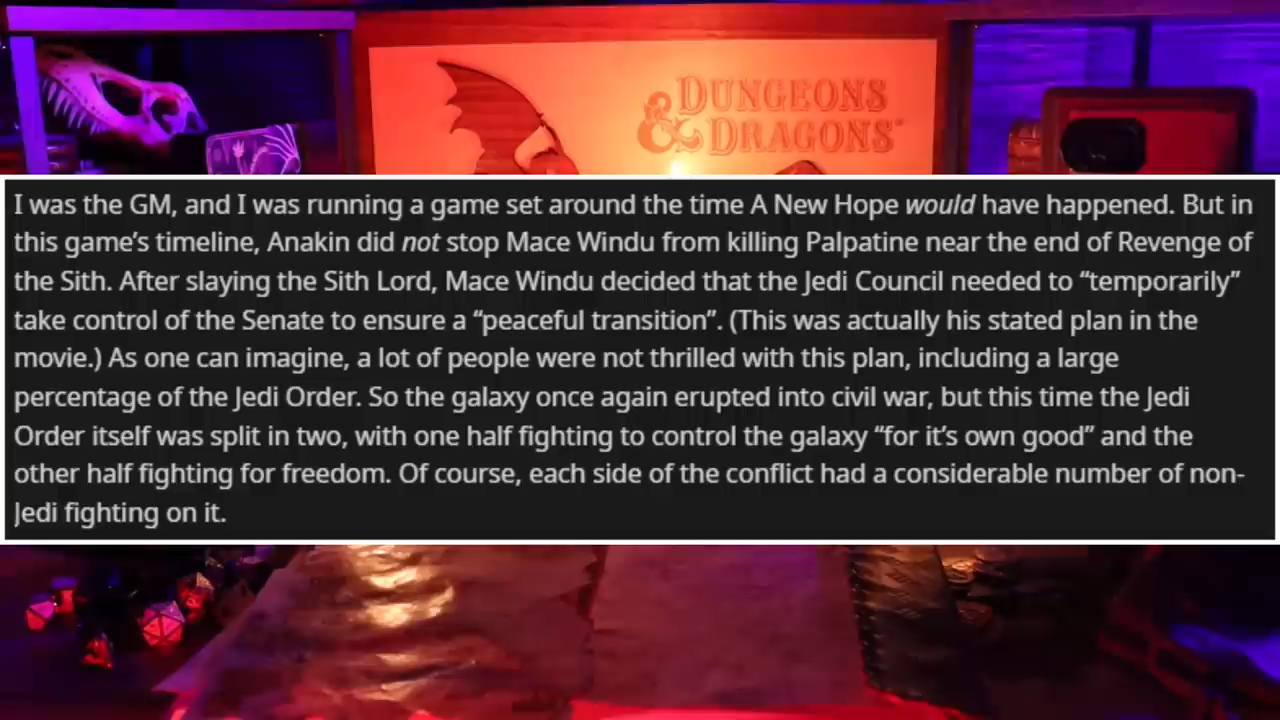 DUNGEONS
& DRAGONS
I was the GM, and I was running a game set around the time A New Hope would have happened. But in
this game’s timeline, Anakin did not stop Mace Windu from killing Palpatine near the end of Revenge of
the Sith. After slaying the Sith Lord, Mace Windu decided that the Jedi Council needed to “temporarily”
take control of the Senate to ensure a “peaceful transition”. (This was actually his stated plan in the
movie.) As one can imagine, a lot of people were not thrilled with this plan, including a large
percentage of the Jedi Order. So the galaxy once again erupted into civil war, but this time the Jedi
Order itself was split in two, with one half fighting to control the galaxy “for it’s own good” and the
other half fighting for freedom. Of course, each side of the conflict had a considerable number of non-
Jedi fighting on it.